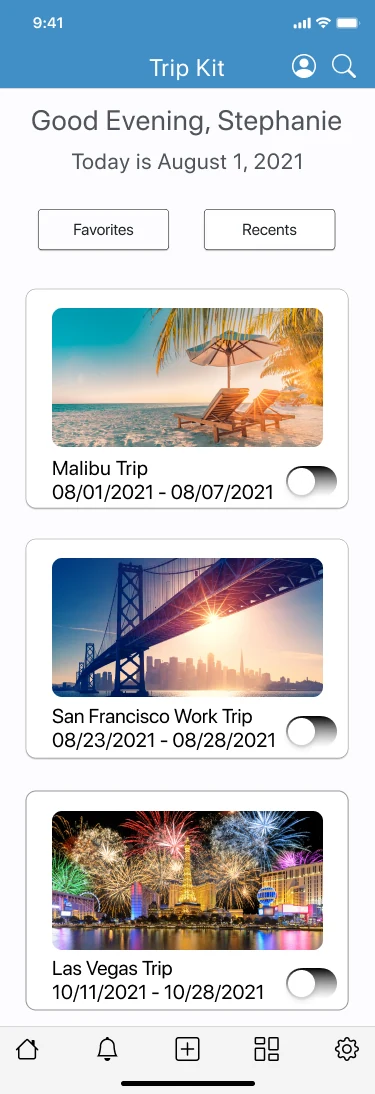 9:41
Trip Kit
Good Evening, Stephanie
Today is August 1, 2021
Favorites
Recents
Malibu Trip
08/01/2021 - 08/07/2021
San Francisco Work Trip
08/23/2021 - 08/28/2021
Las Vegas Trip
10/11/2021 - 10/28/2021